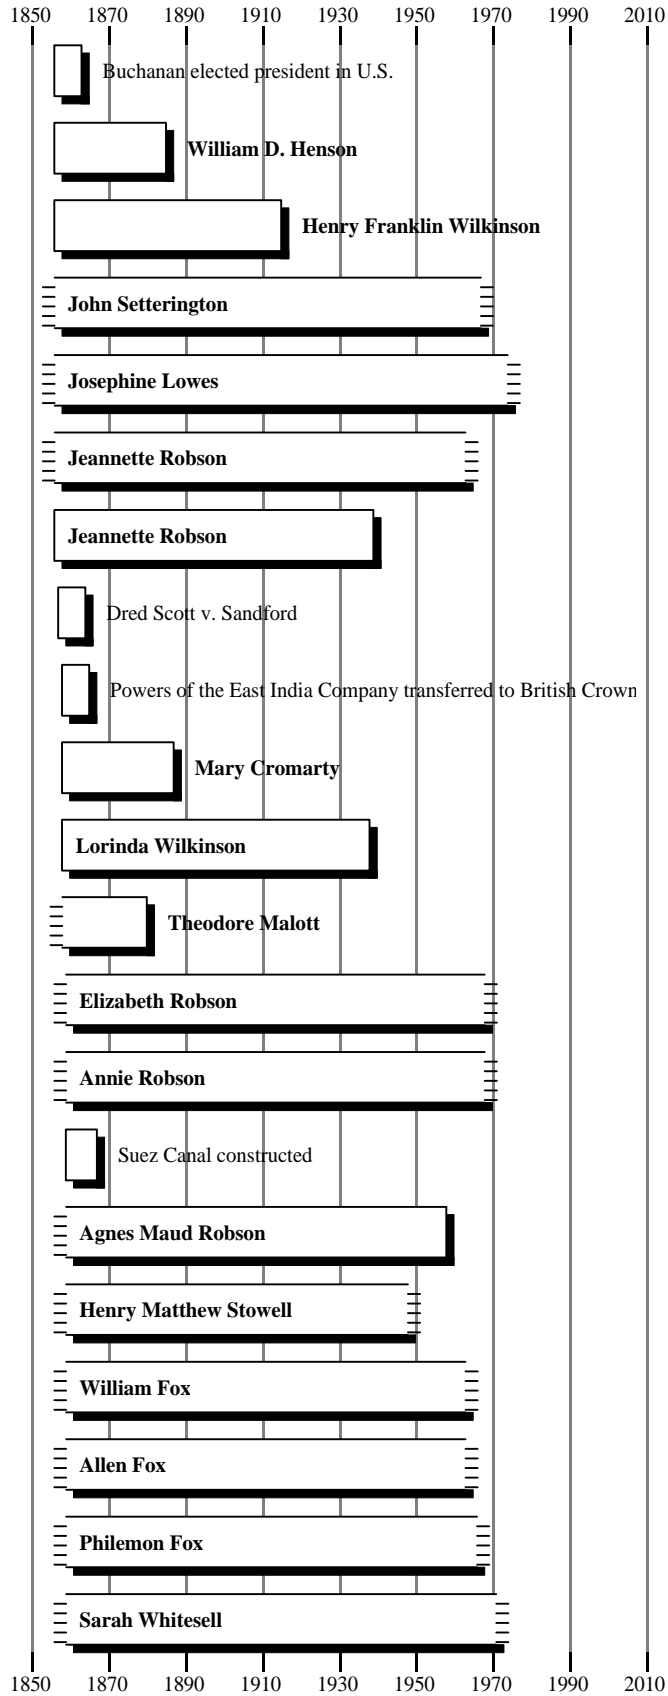 1850 1870 1890 1910 1930 1950 1970 1990 2010
Buchanan elected president in U.S.
William D. Henson
Henry Franklin Wilkinson
John Setterington
Josephine Lowes
Jeannette Robson
Jeannette Robson
Dred Scott v. Sandford
Powers of the East India Company transferred to British Crown
Mary Cromarty
Lorinda Wilkinson
Theodore Malott
Elizabeth Robson
Annie Robson
Suez Canal constructed
Agnes Maud Robson
Henry Matthew Stowell
William Fox
Allen Fox
Philemon Fox
Sarah Whitesell
1850 1870 1890 1910 1930 1950 1970 1990 2010